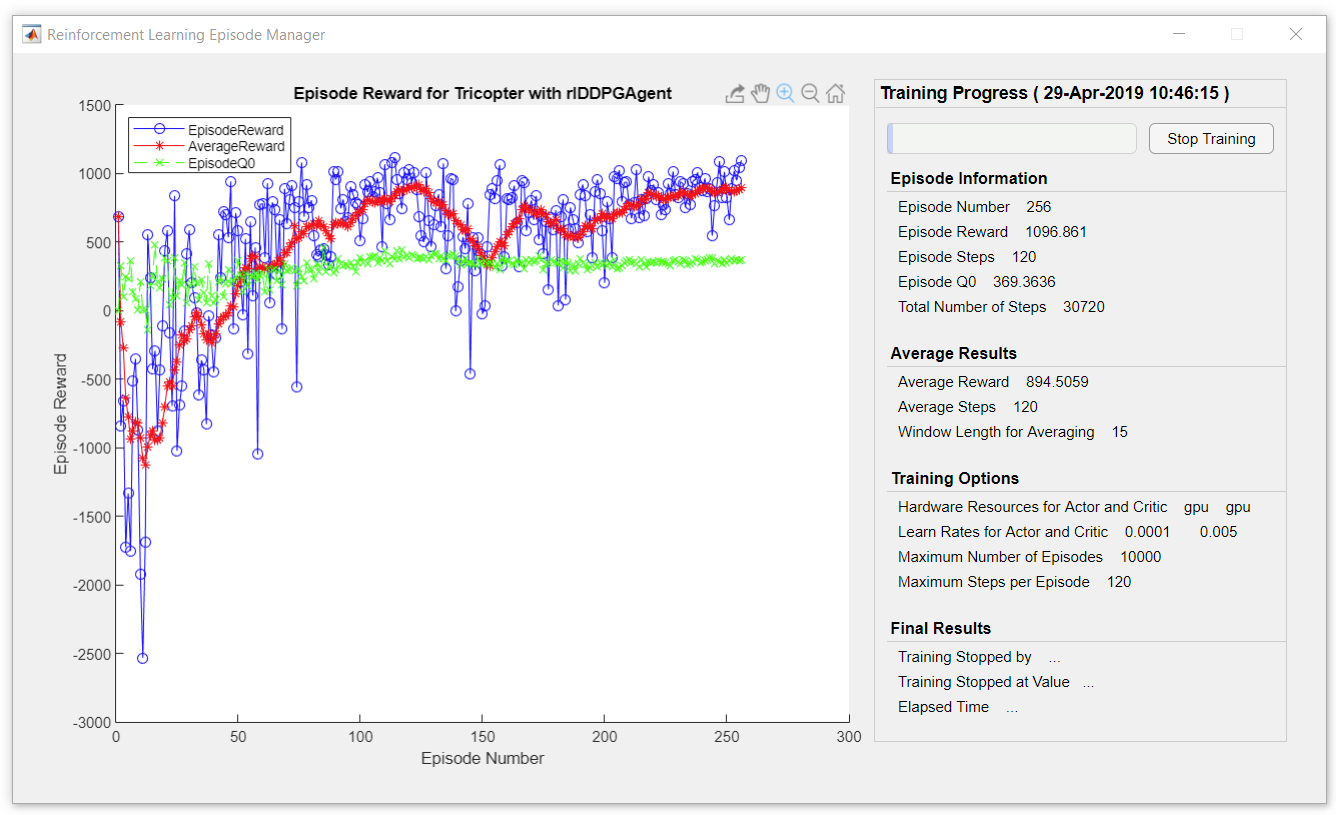 Reinforcement Learning Episode Manager
Episode Reward for Tricopter with rlDDPGAgent
EpisodeReward
AverageReward
EpisodeQ0
1500
1000
500
0
-500
-1000
-1500
-2000
-2500
-3000
Episode Reward
0 50 100 150 200 250 300
Episode Number
Training Progress ( 29-Apr-2019 10:46:15 )
Stop Training
Episode Information
Episode Number 256
Episode Reward 1096.861
Episode Steps 120
Episode Q0 369.3636
Total Number of Steps 30720
Average Results
Average Reward 894.5059
Average Steps 120
Window Length for Averaging 15
Training Options
Hardware Resources for Actor and Critic gpu gpu
Learn Rates for Actor and Critic 0.0001 0.005
Maximum Number of Episodes 10000
Maximum Steps per Episode 120
Final Results
Training Stopped by ...
Training Stopped at Value ...
Elapsed Time ...